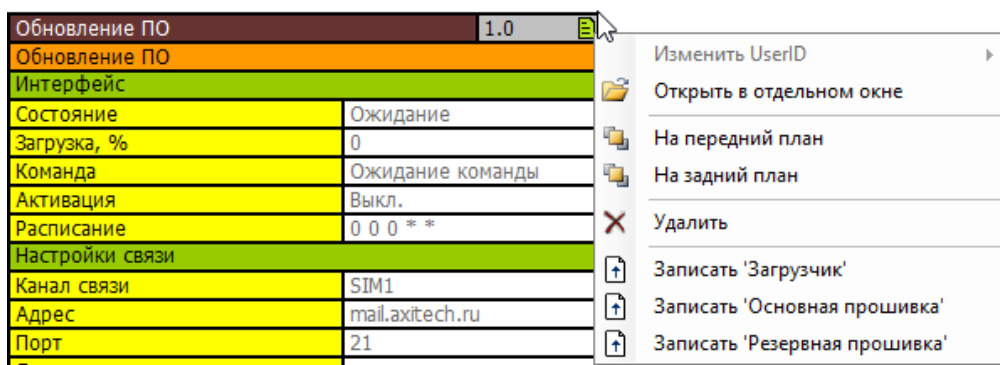 Обновление ПО 1.0
Обновление ПО
Интерфейс
Состояние Ожидание
Загрузка, % 0
Команда Ожидание команды
Активация Выкл.
Расписание 0 0 0 * *
Настройки связи
Канал связи SIM1
Адрес mail.axitech.ru
Порт 21
Изменить UserID
Открыть в отдельном окне
На передний план
На задний план
Удалить
Записать 'Загрузчик'
Записать 'Основная прошивка'
Записать 'Резервная прошивка'